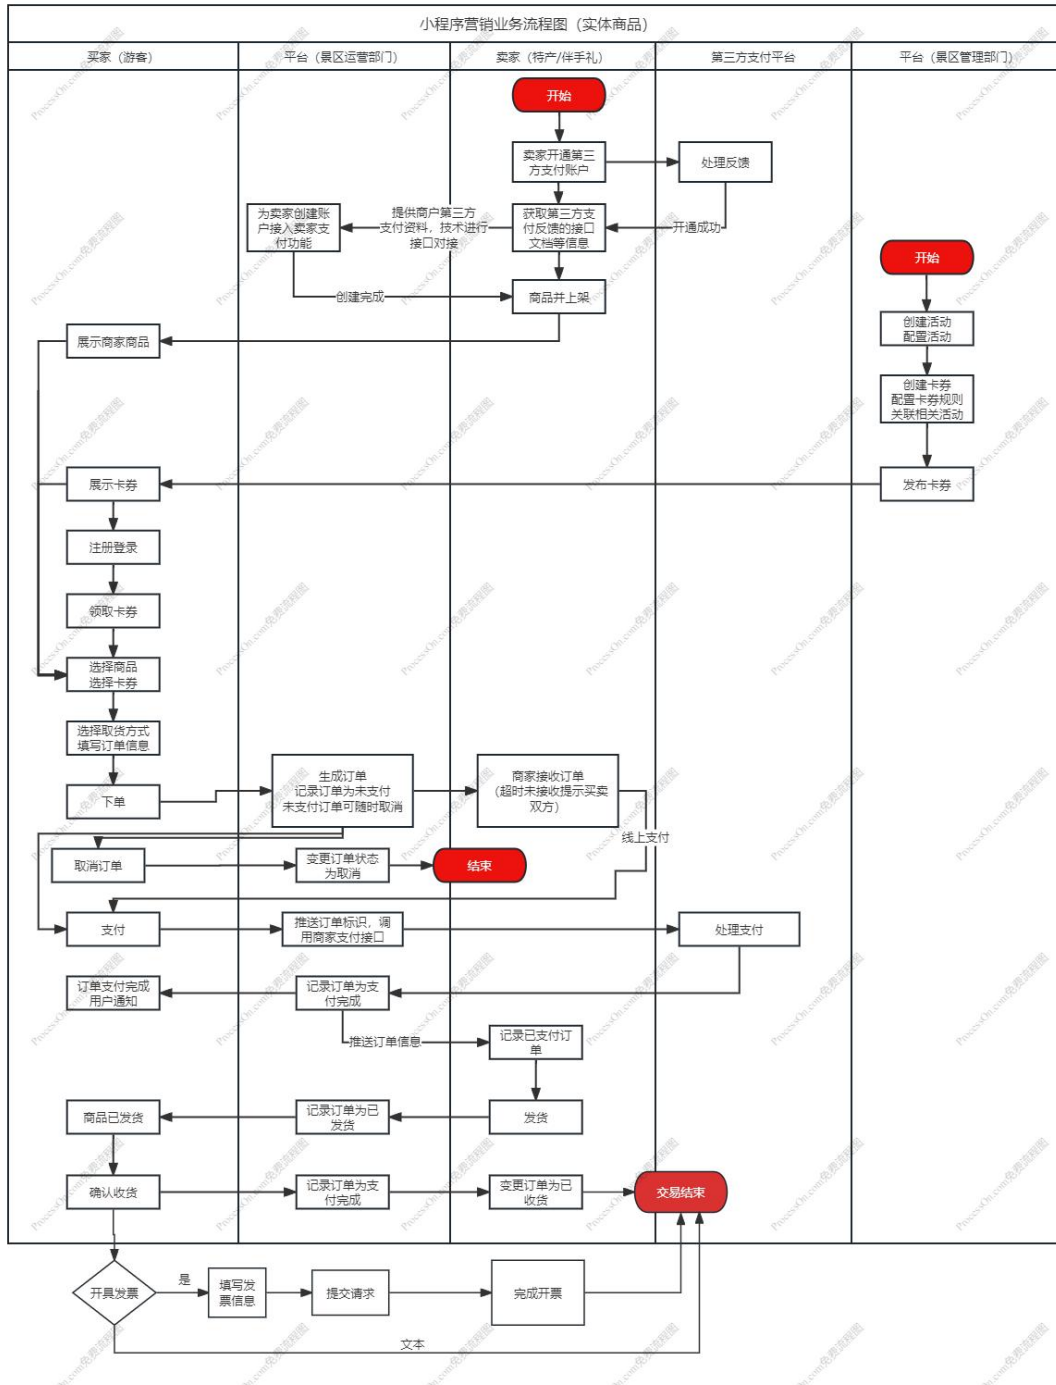 小程序营销业务流程图（实体商品）
买家（游客）
平台（景区运营部门）
卖家（特产/伴手礼）
第三方支付平台
平台（景区管理部门）
开始
卖家开通第三
方支付账户
处理反馈
为卖家创建账
户接入卖家支
付功能
提供商户第三方
支付资料，技术进行
接口对接
获取第三方支
付反馈的接口
文档等信息
开通成功
开始
创建完成
商品并上架
创建活动
配置活动
展示商家商品
创建卡券
配置卡券规则
关联相关活动
展示卡券
发布卡券
注册登录
领取卡券
选择商品
选择卡券
选择取货方式
填写订单信息
下单
生成订单
记录订单为未支付
未支付订单可随时取消
商家接收订单
（超时未接收提示买卖
双方）
线上支付
取消订单
变更订单状态
为取消
结束
支付
推送订单标识，调
用商家支付接口
处理支付
订单支付完成
用户通知
记录订单为支
付完成
推送订单信息
记录已支付订
单
商品已发货
记录订单为已
发货
发货
确认收货
记录订单为支
付完成
变更订单为已
收货
交易结束
开具发票
是
填写发
票信息
提交请求
完成开票
文本
ProcessOn.com免费流程图